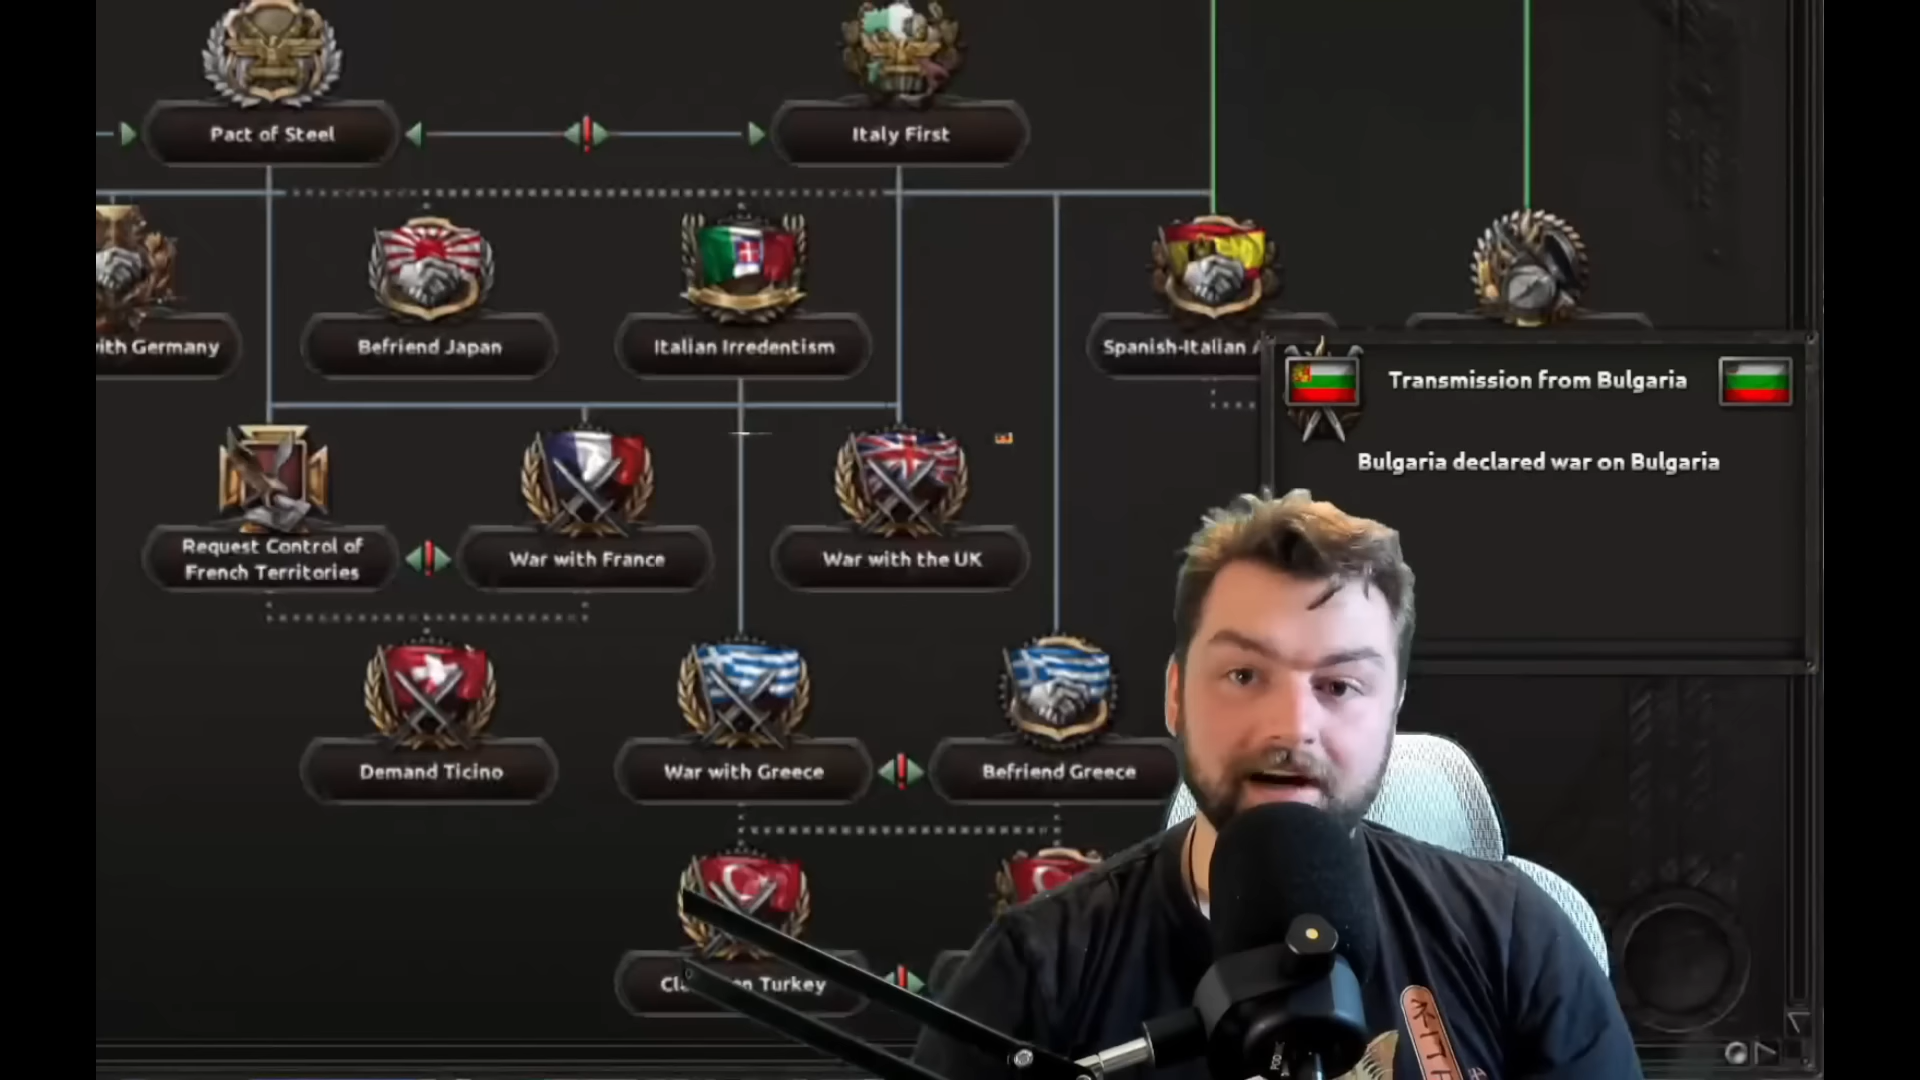 Pact of Steel
Italy First
ith Germany
Befriend Japan
Italian Irredentism
Spanish-Italian A
Transmission from Bulgaria
Bulgaria declared war on Bulgaria
Request Control of
French Territories
War with France
War with the UK
Demand Ticino
War with Greece
Befriend Greece
Cla
on Turkey